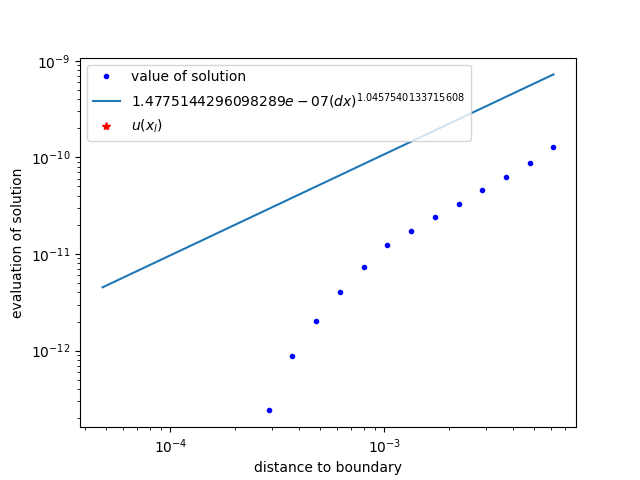 10⁻⁹
value of solution
1.4775144296098289e − 07(dx)^1.0457540133715608
u(x_l)
10⁻¹⁰
10⁻¹¹
10⁻¹²
evaluation of solution
10⁻⁴
10⁻³
distance to boundary